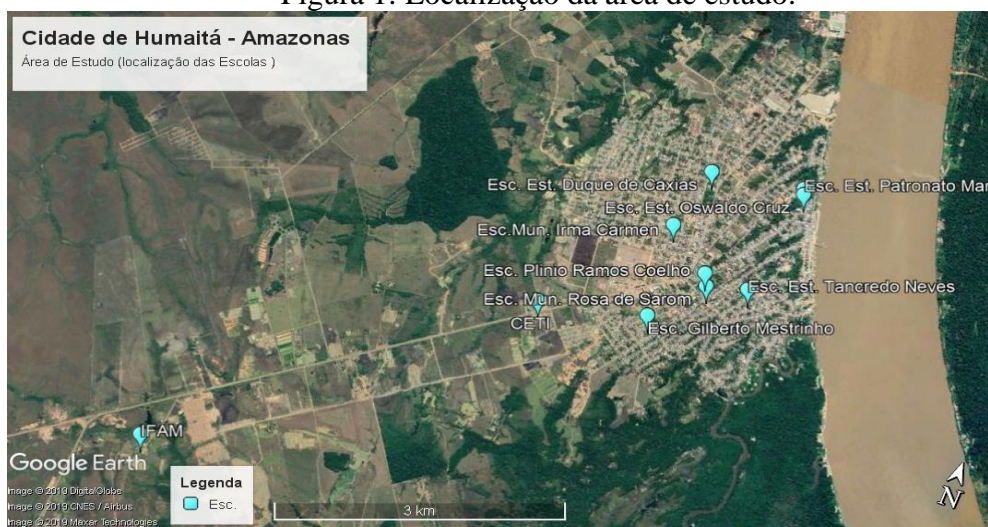 Figura 1: Localização da área de estudo.
Cidade de Humaitá - Amazonas
Área de Estudo (localização das Escolas )
Esc. Est. Duque de Caxias
Esc. Est. Patronato Mar
Esc. Est. Oswaldo Cruz
Esc.Mun. Irma Carmen
Esc. Plinio Ramos Coelho
Esc. Est. Tancredo Neves
Esc. Mun. Rosa de Sarom
CETI
Esc. Gilberto Mestrinho
IFAM
Google Earth
Image © 2019 DigitalGlobe
Image © 2019 CNES / Airbus
Image © 2019 Maxar Technologies
Legenda
Esc.
3 km
N